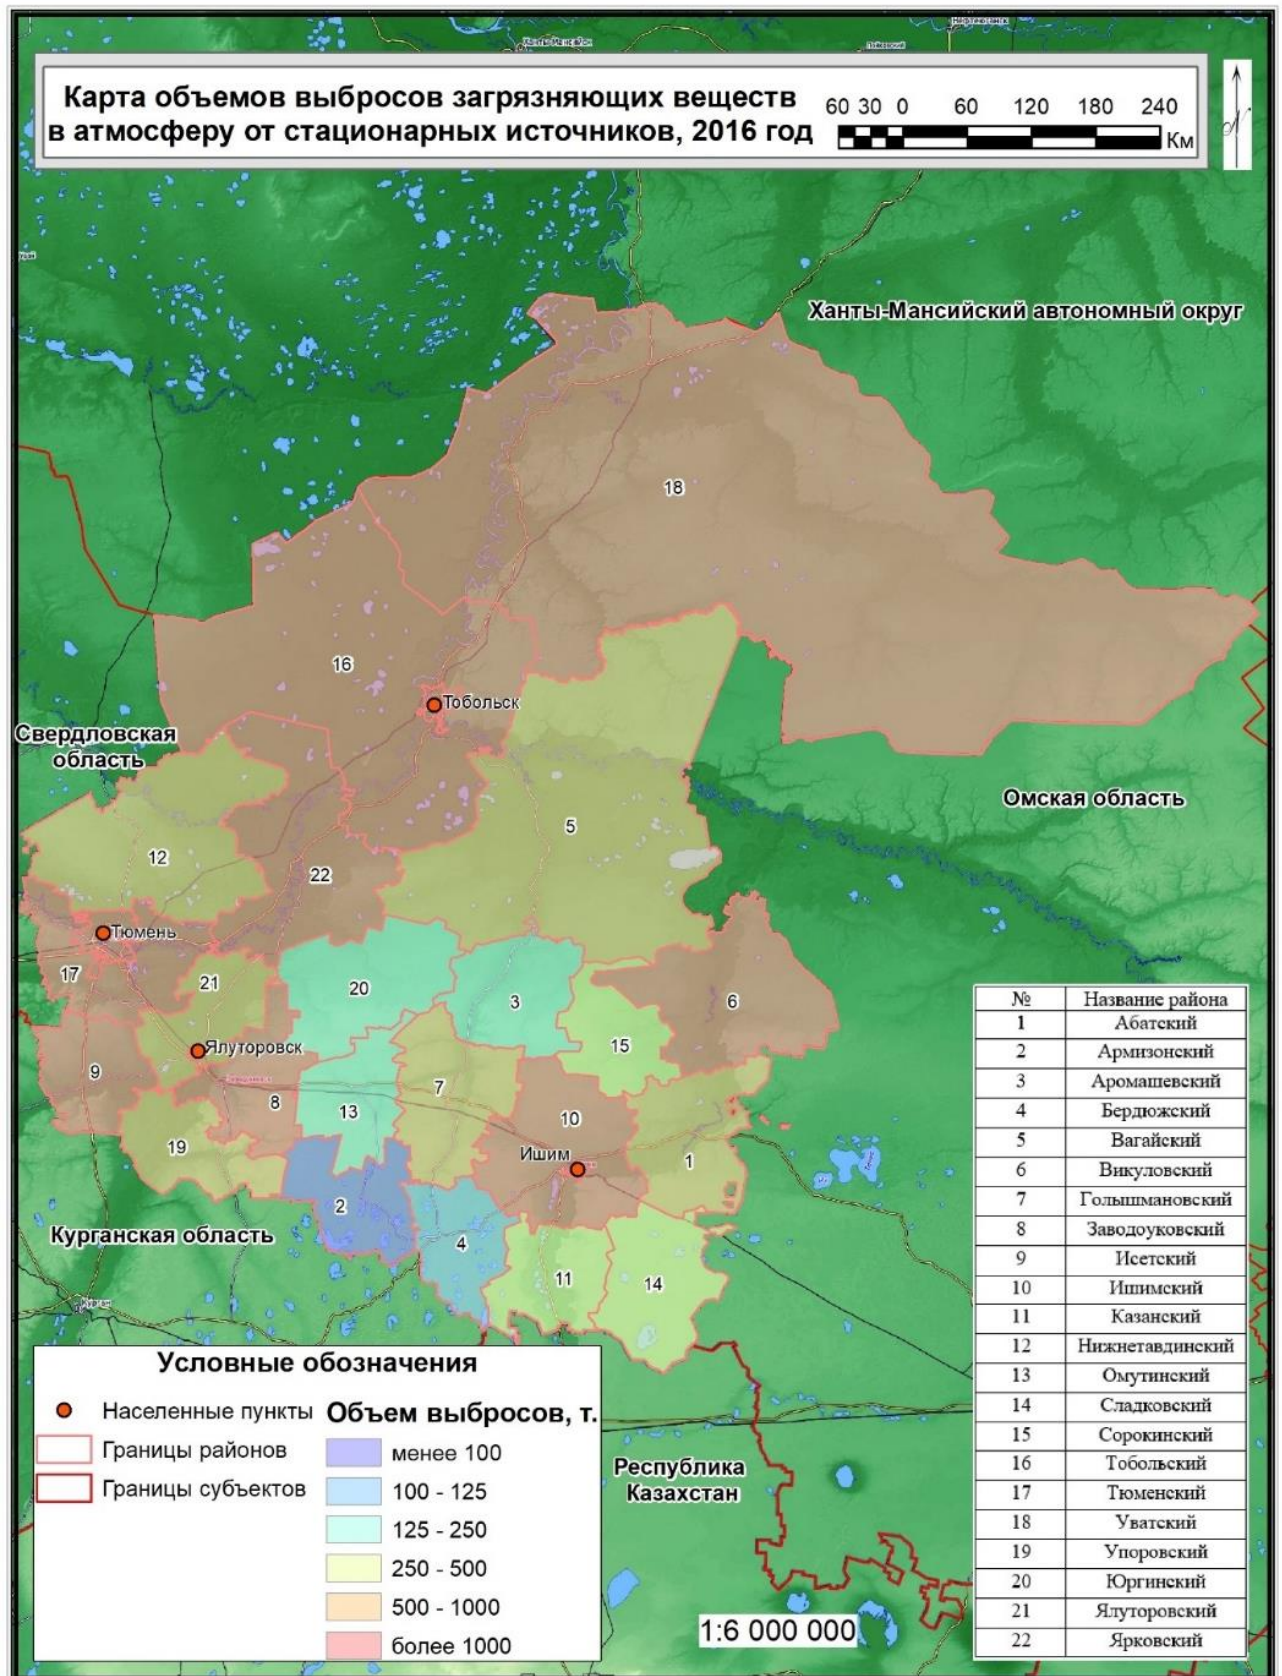 Нефтеюганск
Ханты-Мансийск
Пойковский
Карта объемов выбросов загрязняющих веществ
в атмосферу от стационарных источников, 2016 год
60 30 0 60 120 180 240
Км
N
Ханты-Мансийский автономный округ
18
16
Тобольск
Свердловская
область
Омская область
5
12
22
Тюмень
17
21
20
3
6
15
Ялуторовск
9
7
8
13
10
19
Ишим
1
2
Курганская область
4
11
14
Курган
№ Название района
1 Абатский
2 Армизонский
3 Аромашевский
4 Бердюжский
5 Вагайский
6 Викуловский
7 Голышмановский
8 Заводоуковский
9 Исетский
10 Ишимский
11 Казанский
12 Нижнетавдинский
13 Омутинский
14 Сладковский
15 Сорокинский
16 Тобольский
17 Тюменский
18 Уватский
19 Упоровский
20 Юргинский
21 Ялуторовский
22 Ярковский
Условные обозначения
Населенные пункты
Границы районов
Границы субъектов
Объем выбросов, т.
менее 100
100 - 125
125 - 250
250 - 500
500 - 1000
более 1000
Республика
Казахстан
1:6 000 000